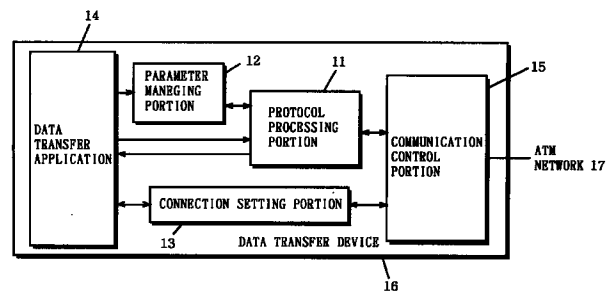 14
12
11
15
PARAMETER
MANEGING
PORTION
PROTOCOL
PROCESSING
PORTION
DATA
TRANSFER
APPLICATION
COMMUNICATION
CONTROL
PORTION
ATM
NETWORK 17
CONNECTION SETTING PORTION
13
DATA TRANSFER DEVICE
16